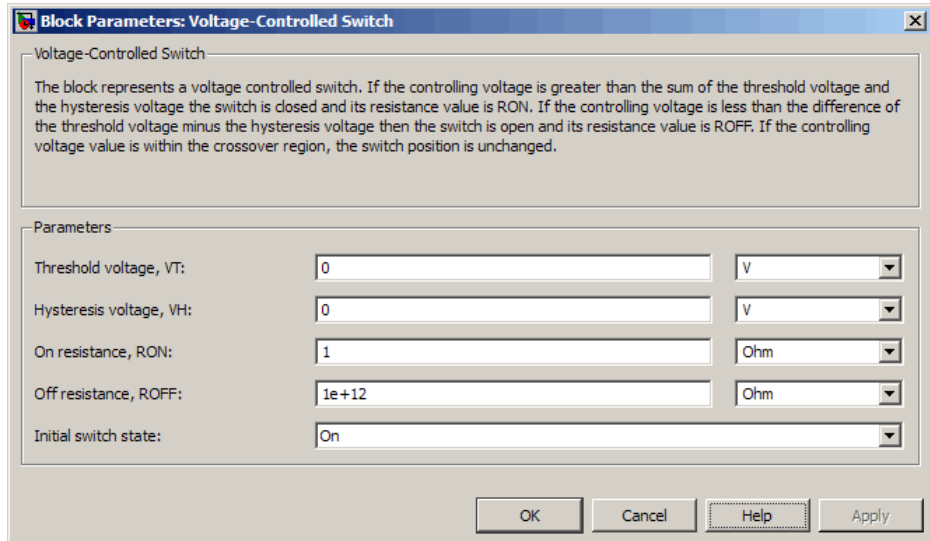 Block Parameters: Voltage-Controlled Switch
Voltage-Controlled Switch
The block represents a voltage controlled switch. If the controlling voltage is greater than the sum of the threshold voltage and
the hysteresis voltage the switch is closed and its resistance value is RON. If the controlling voltage is less than the difference of
the threshold voltage minus the hysteresis voltage then the switch is open and its resistance value is ROFF. If the controlling
voltage value is within the crossover region, the switch position is unchanged.
Parameters
Threshold voltage, VT: 0 V
Hysteresis voltage, VH: 0 V
On resistance, RON: 1 Ohm
Off resistance, ROFF: 1e+12 Ohm
Initial switch state: On
OK Cancel Help Apply